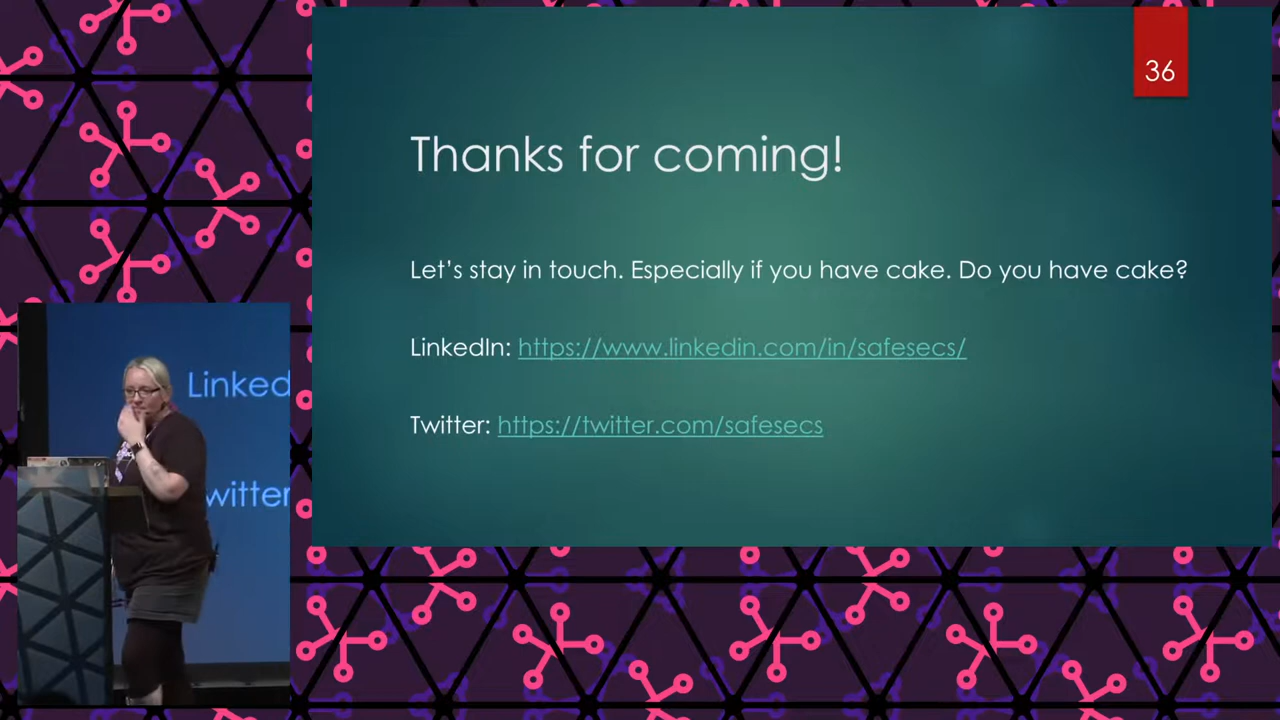 36
Thanks for coming!
Let's stay in touch. Especially if you have cake. Do you have cake?
LinkedIn: https://www.linkedin.com/in/safesecs/
Twitter: https://twitter.com/safesecs
Linked
witter